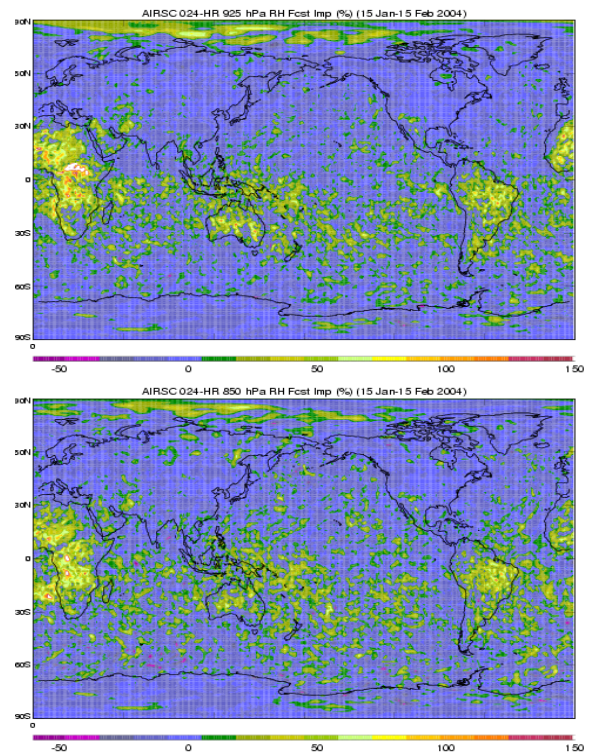 AIRSC 024-HR 925 hPa RH Fcst Imp (%) (15 Jan-15 Feb 2004)
90N
60N
30N
0
30S
60S
90S
0
-50 0 50 100 150
AIRSC 024-HR 850 hPa RH Fcst Imp (%) (15 Jan-15 Feb 2004)
90N
60N
30N
0
30S
60S
90S
0
-50 0 50 100 150